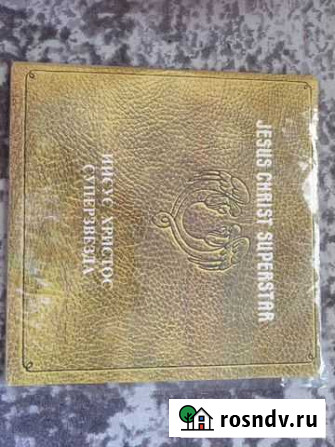 JESUS CHRIST SUPERSTAR
ИИСУС ХРИСТОС
СУПЕРЗВЕЗДА
rosndv.ru